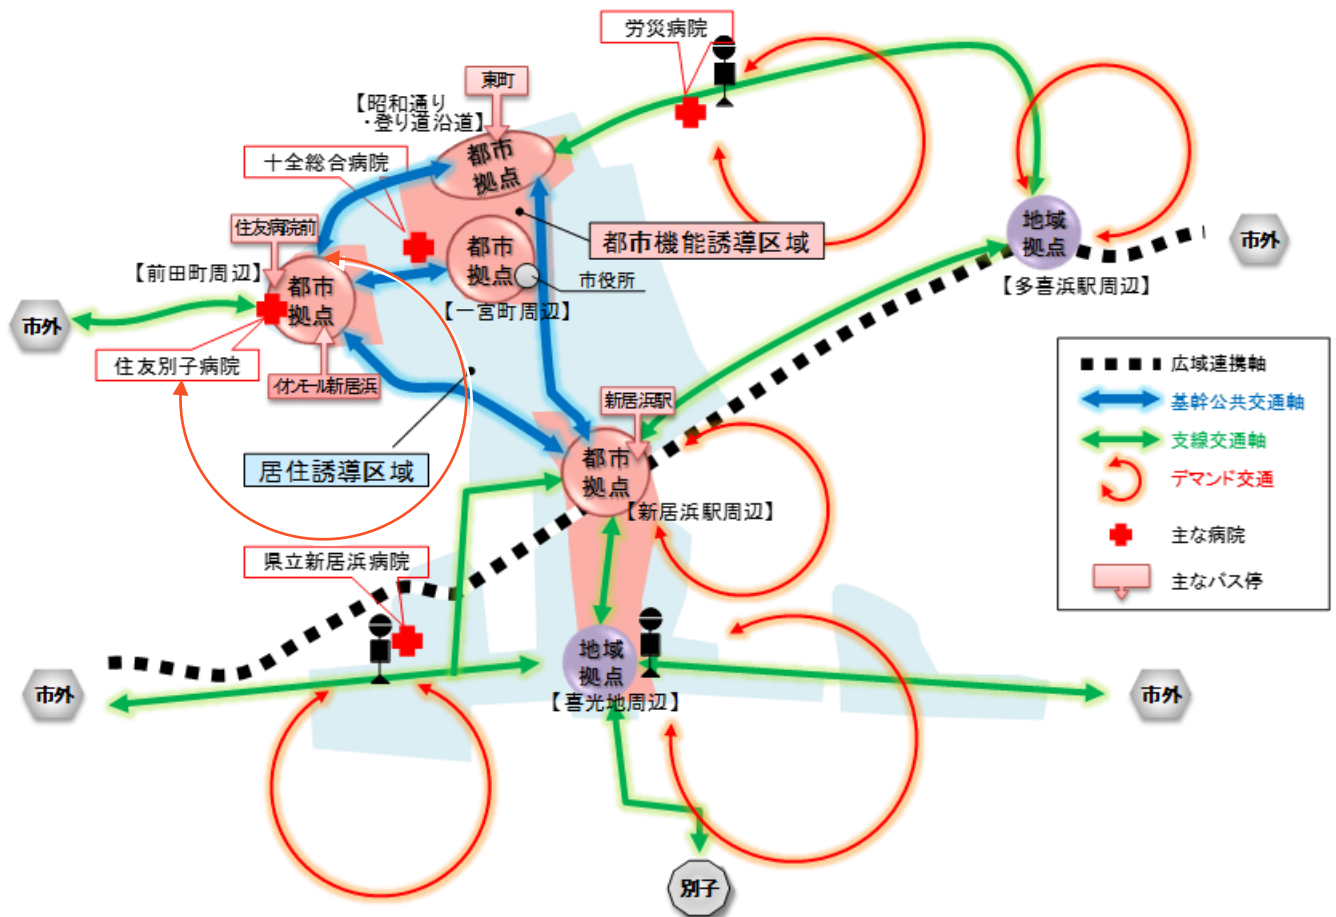 労災病院
東町
【昭和通り
・登り道沿道】
都市
拠点
十全総合病院
住友病院前
都市
拠点
都市機能誘導区域
地域
拠点
市外
【前田町周辺】
都市
拠点
市役所
【多喜浜駅周辺】
【一宮町周辺】
市外
住友別子病院
イオンモール新居浜
新居浜駅
広域連携軸
基幹公共交通軸
支線交通軸
デマンド交通
主な病院
主なバス停
居住誘導区域
都市
拠点
【新居浜駅周辺】
県立新居浜病院
地域
拠点
【喜光地周辺】
市外
市外
別子